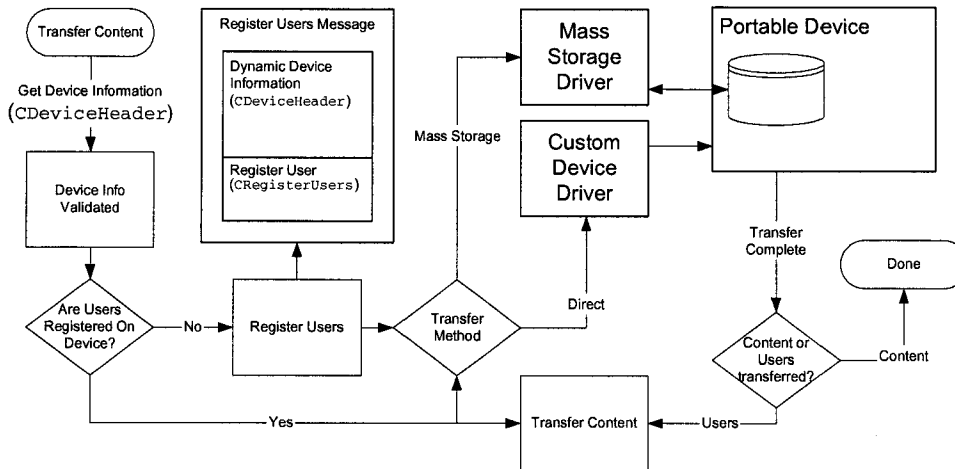 Transfer Content
Get Device Information
(CDeviceHeader)
Device Info
Validated
Are Users
Registered On
Device?
No
Yes
Register Users Message
Dynamic Device
Information
(CDeviceHeader)
Register User
(CRegisterUsers)
Register Users
Transfer
Method
Mass Storage
Direct
Mass
Storage
Driver
Custom
Device
Driver
Portable Device
Transfer
Complete
Content or
Users
transferred?
Content
Done
Users
Transfer Content